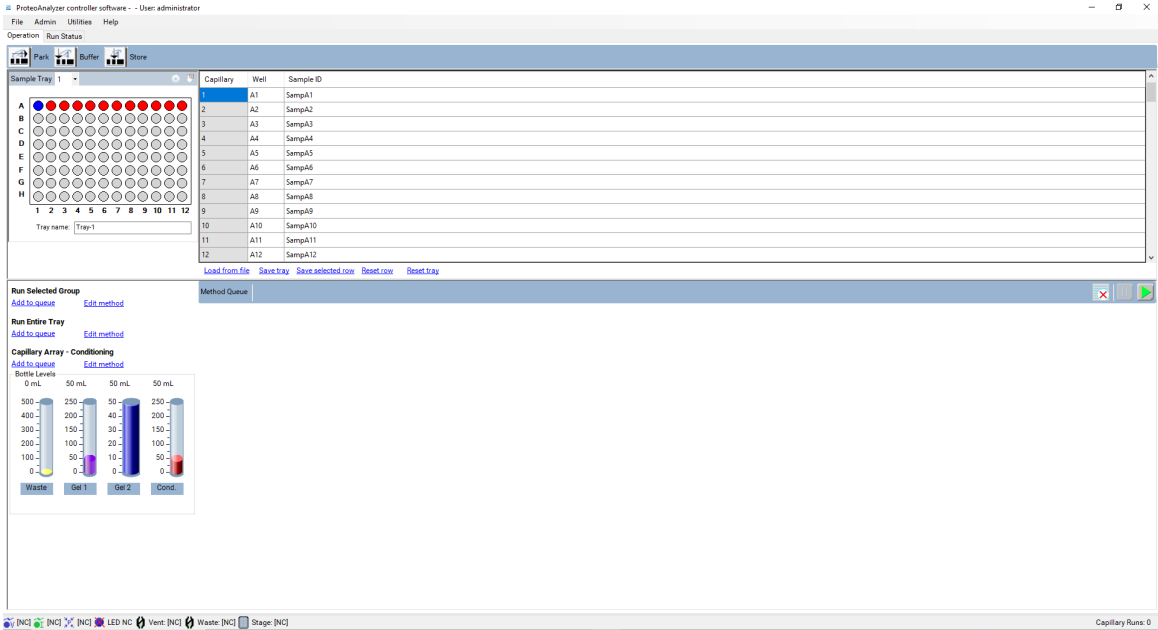 ProteoAnalyzer controller software - - User: administrator
File Admin Utilities Help
Operation Run Status
Park Buffer Store
Sample Tray 1
Capillary Well Sample ID
1 A1 SampA1
2 A2 SampA2
3 A3 SampA3
4 A4 SampA4
5 A5 SampA5
6 A6 SampA6
7 A7 SampA7
8 A8 SampA8
9 A9 SampA9
10 A10 SampA10
11 A11 SampA11
12 A12 SampA12
A
B
C
D
E
F
G
H
1 2 3 4 5 6 7 8 9 10 11 12
Tray name: Tray-1
Load from file Save tray Save selected row Reset row Reset tray
Run Selected Group
Add to queue Edit method
Run Entire Tray
Add to queue Edit method
Capillary Array - Conditioning
Add to queue Edit method
Method Queue
Bottle Levels
0 mL 50 mL 50 mL 50 mL
500 250 50 250
400 200 40 200
300 150 30 150
200 100 20 100
100 50 10 50
0 0 0 0
Waste Gel 1 Gel 2 Cond.
[NC] [NC] [NC] LED NC Vent: [NC] Waste: [NC] Stage: [NC]
Capillary Runs: 0